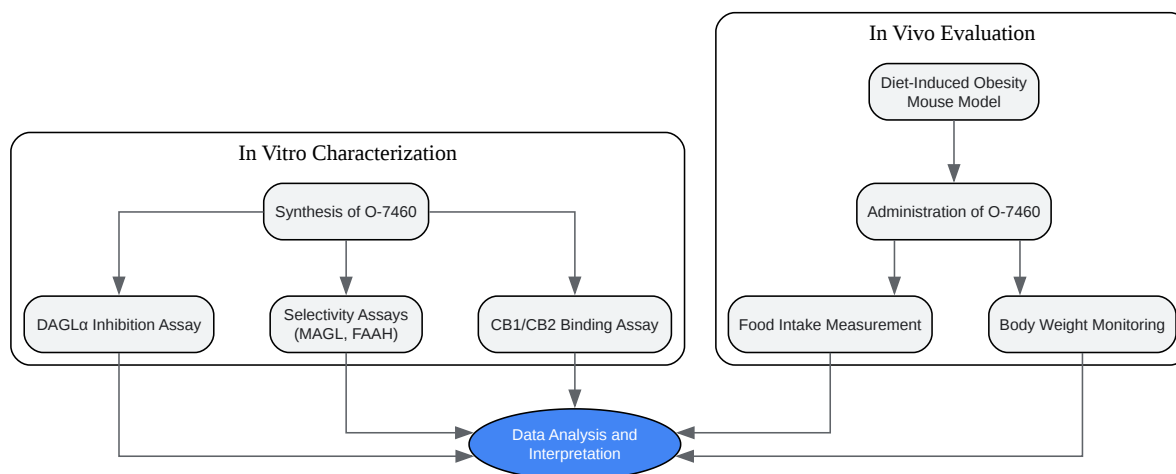 In Vitro Characterization
Synthesis of O-7460
DAGLα Inhibition Assay
Selectivity Assays
(MAGL, FAAH)
CB1/CB2 Binding Assay
In Vivo Evaluation
Diet-Induced Obesity
Mouse Model
Administration of O-7460
Food Intake Measurement
Body Weight Monitoring
Data Analysis and
Interpretation